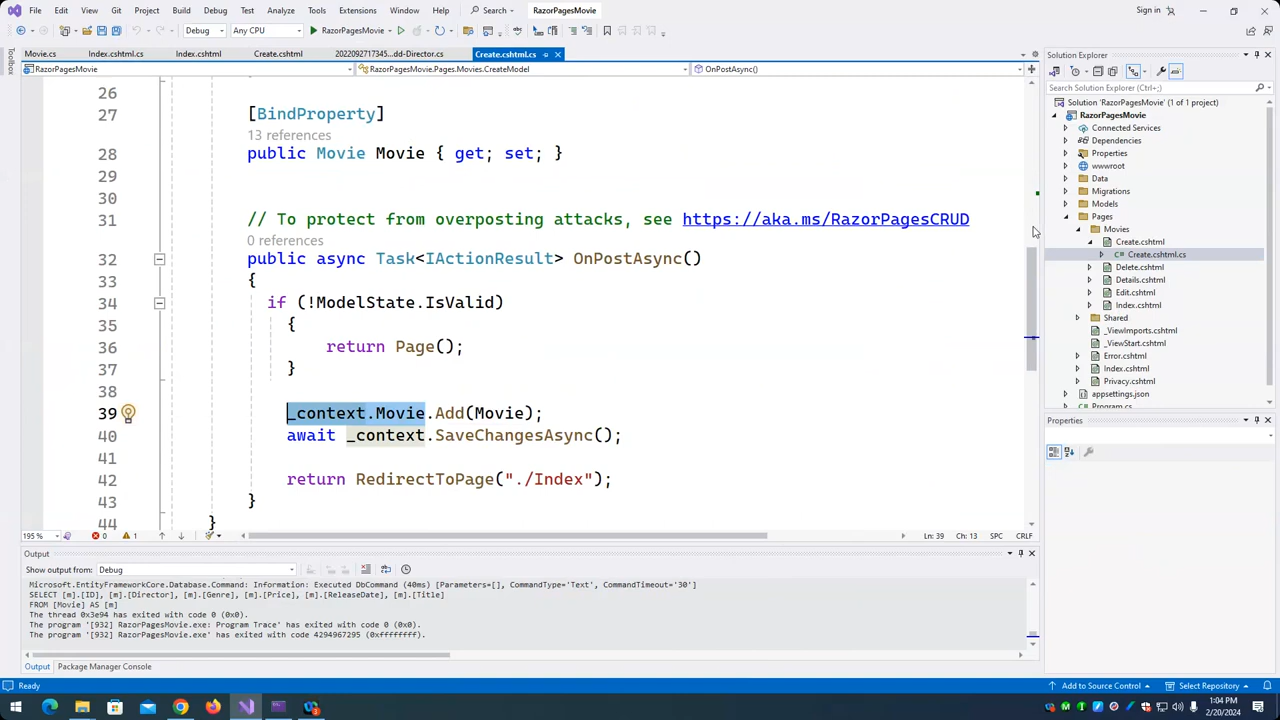 File Edit View Git Project Build Debug Test Analyze Tools Extensions Window Help Search RazorPagesMovie Sign in
Debug Any CPU RazorPagesMovie
Movie.cs Index.cshtml.cs Index.cshtml Create.cshtml 2022092717345...dd-Director.cs Create.cshtml.cs
Toolbox
RazorPagesMovie RazorPagesMovie.Pages.Movies.CreateModel OnPostAsync()
26
27 [BindProperty]
13 references
28 public Movie Movie { get; set; }
29
30
31 // To protect from overposting attacks, see https://aka.ms/RazorPagesCRUD
0 references
32 public async Task<IActionResult> OnPostAsync()
33 {
34 if (!ModelState.IsValid)
35 {
36 return Page();
37 }
38
39 _context.Movie.Add(Movie);
40 await _context.SaveChangesAsync();
41
42 return RedirectToPage("./Index");
43 }
44 }
195 % 0 1 Ln: 39 Ch: 13 SPC CRLF
Output
Show output from: Debug
Microsoft.EntityFrameworkCore.Database.Command: Information: Executed DbCommand (40ms) [Parameters=[], CommandType='Text', CommandTimeout='30']
SELECT [m].[ID], [m].[Director], [m].[Genre], [m].[Price], [m].[ReleaseDate], [m].[Title]
FROM [Movie] AS [m]
The thread 0x3e94 has exited with code 0 (0x0).
The program '[932] RazorPagesMovie.exe: Program Trace' has exited with code 0 (0x0).
The program '[932] RazorPagesMovie.exe' has exited with code 4294967295 (0xffffffff).
Output Package Manager Console
Solution Explorer
Search Solution Explorer (Ctrl+;)
Solution 'RazorPagesMovie' (1 of 1 project)
RazorPagesMovie
Connected Services
Dependencies
Properties
wwwroot
Data
Migrations
Models
Pages
Movies
Create.cshtml
Create.cshtml.cs
Delete.cshtml
Details.cshtml
Edit.cshtml
Index.cshtml
Shared
_ViewImports.cshtml
_ViewStart.cshtml
Error.cshtml
Index.cshtml
Privacy.cshtml
appsettings.json
Program.cs
Properties
Ready Add to Source Control Select Repository
1:04 PM
2/20/2024